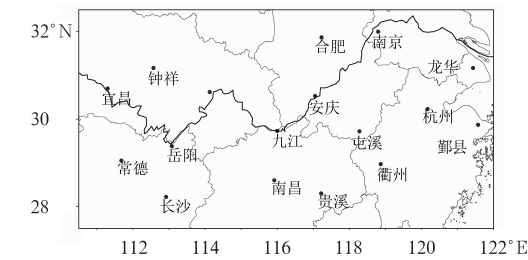 32°N
30
28
合肥
南京
钟祥
龙华
宜昌
安庆
杭州
九江
屯溪
鄞县
岳阳
常德
衢州
南昌
贵溪
长沙
112
114
116
118
120
122°E